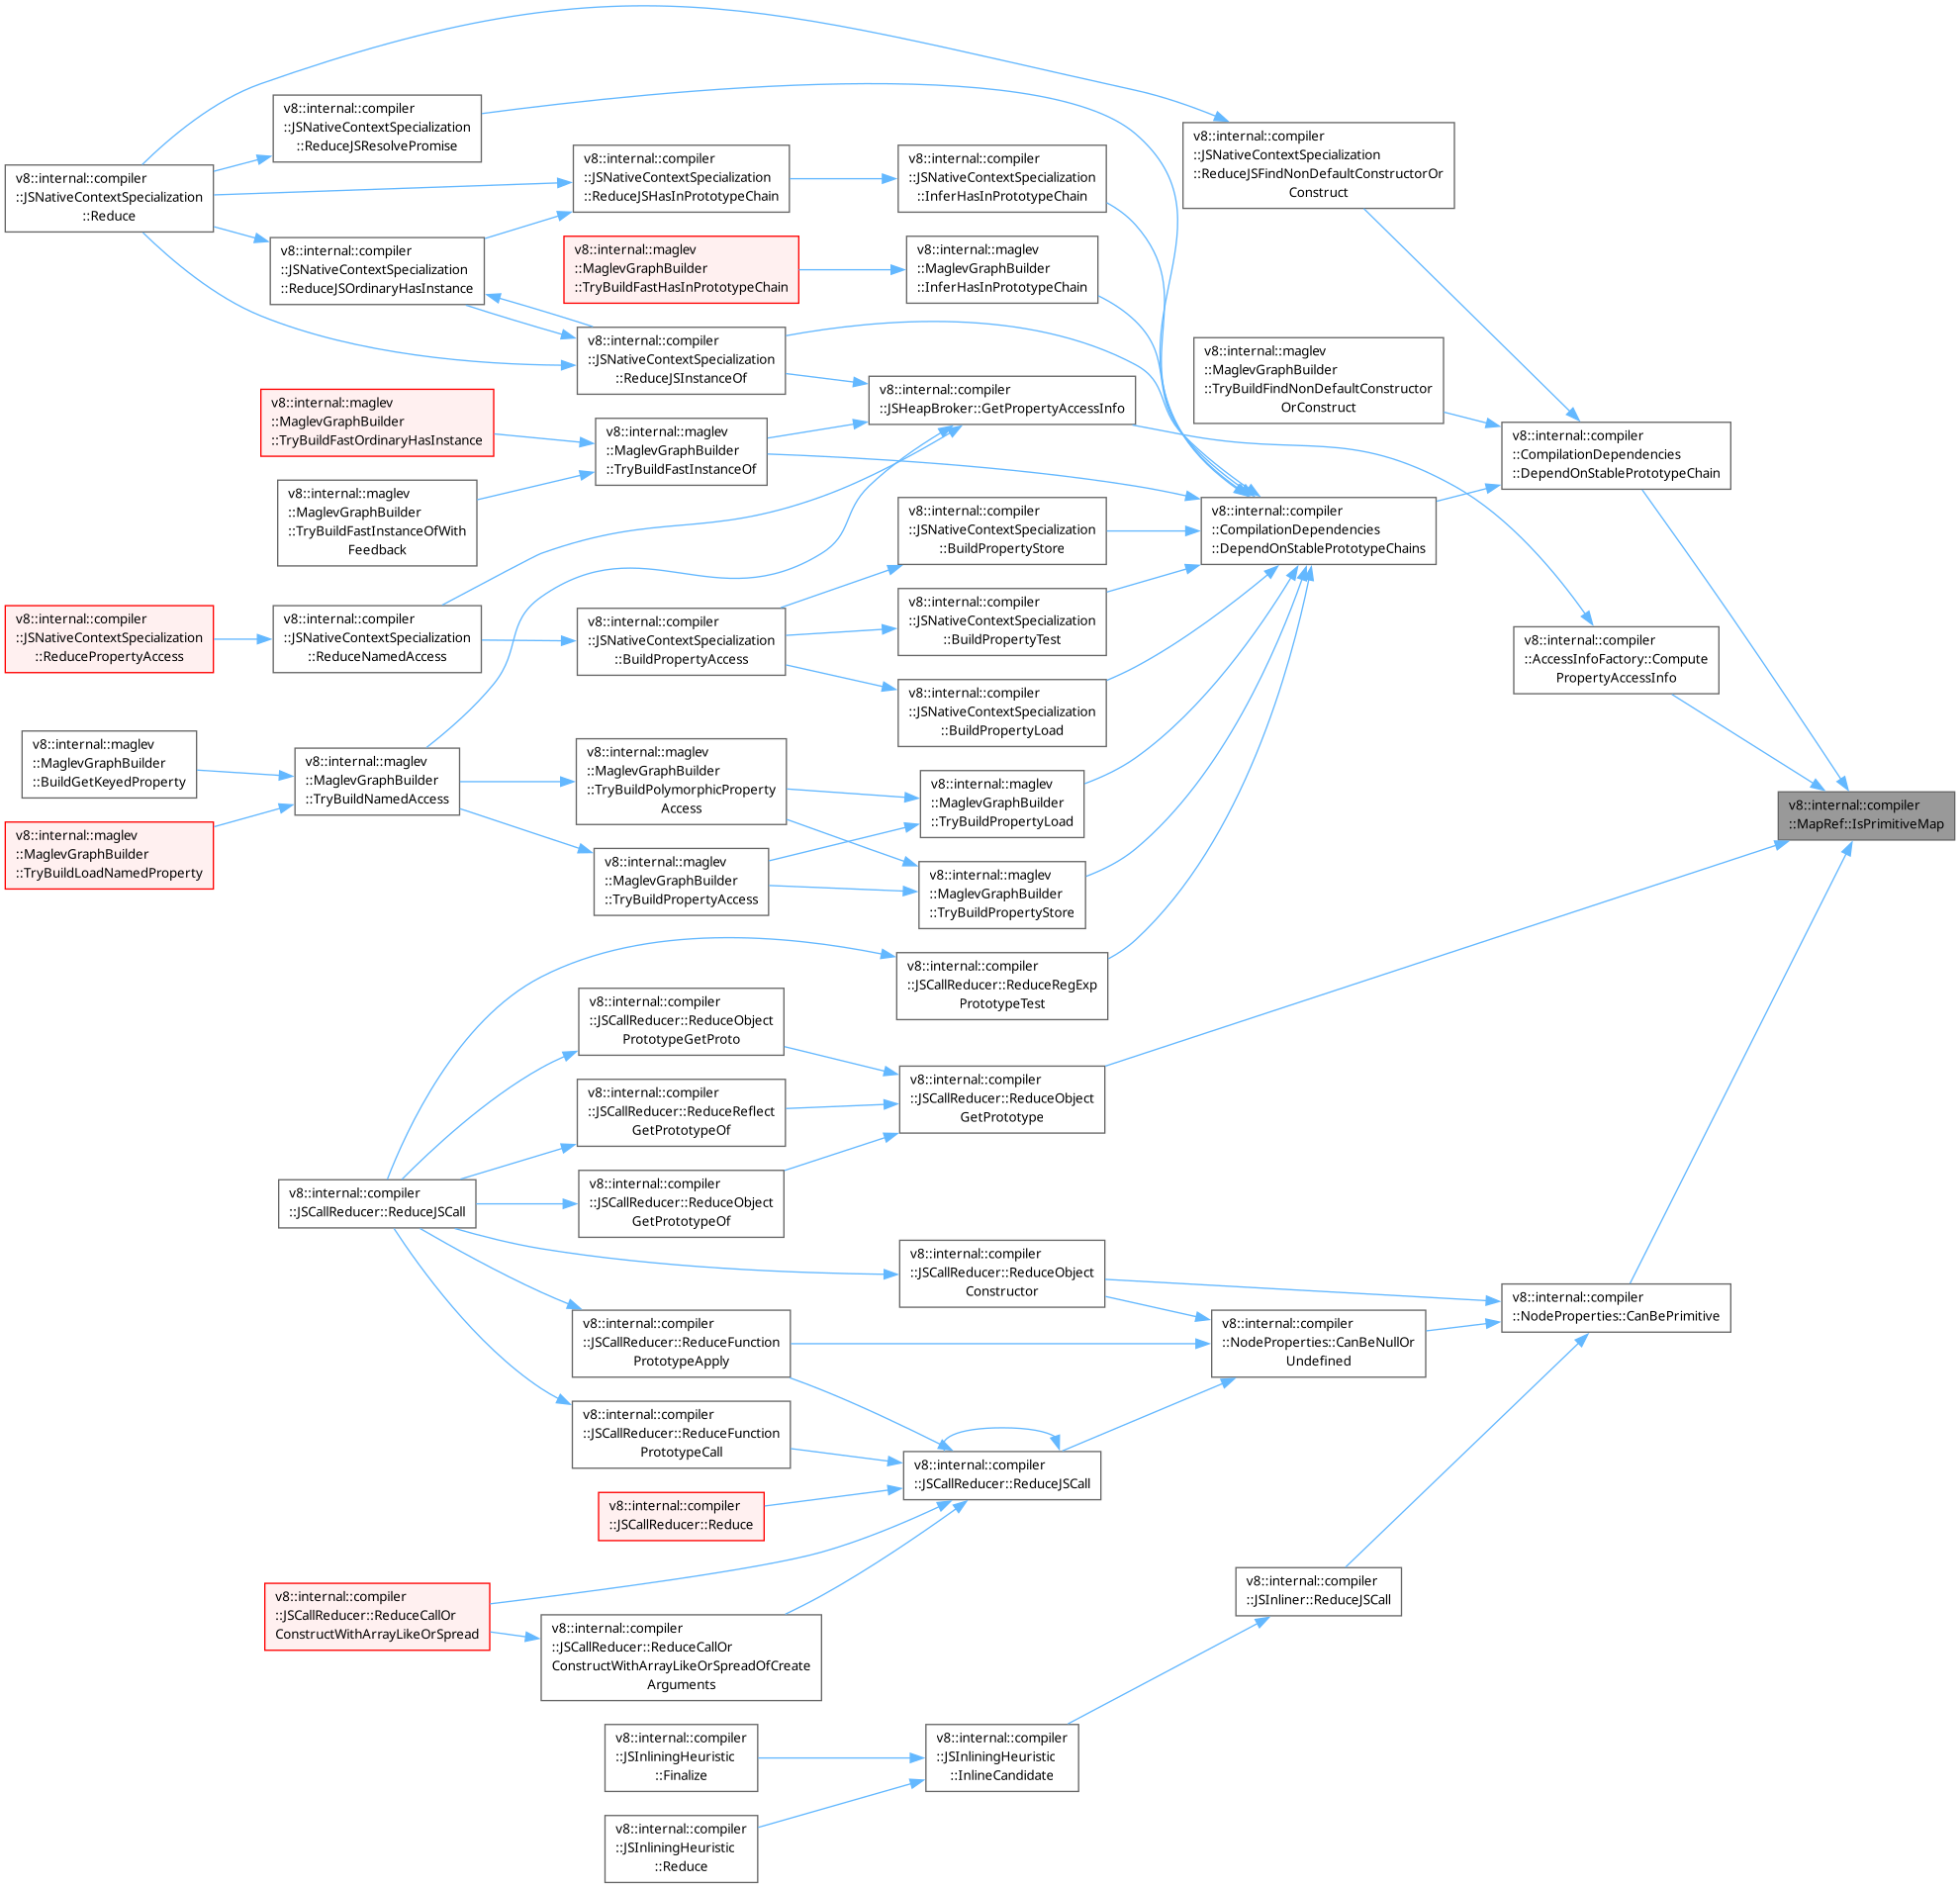 v8::internal::compiler
::JSNativeContextSpecialization
::ReduceJSResolvePromise
v8::internal::compiler
::JSNativeContextSpecialization
::ReduceJSFindNonDefaultConstructorOr
Construct
v8::internal::compiler
::JSNativeContextSpecialization
::Reduce
v8::internal::compiler
::JSNativeContextSpecialization
::ReduceJSHasInPrototypeChain
v8::internal::compiler
::JSNativeContextSpecialization
::InferHasInPrototypeChain
v8::internal::compiler
::JSNativeContextSpecialization
::ReduceJSOrdinaryHasInstance
v8::internal::maglev
::MaglevGraphBuilder
::TryBuildFastHasInPrototypeChain
v8::internal::maglev
::MaglevGraphBuilder
::InferHasInPrototypeChain
v8::internal::compiler
::JSNativeContextSpecialization
::ReduceJSInstanceOf
v8::internal::maglev
::MaglevGraphBuilder
::TryBuildFindNonDefaultConstructor
OrConstruct
v8::internal::compiler
::JSHeapBroker::GetPropertyAccessInfo
v8::internal::maglev
::MaglevGraphBuilder
::TryBuildFastOrdinaryHasInstance
v8::internal::maglev
::MaglevGraphBuilder
::TryBuildFastInstanceOf
v8::internal::compiler
::CompilationDependencies
::DependOnStablePrototypeChain
v8::internal::maglev
::MaglevGraphBuilder
::TryBuildFastInstanceOfWith
Feedback
v8::internal::compiler
::JSNativeContextSpecialization
::BuildPropertyStore
v8::internal::compiler
::CompilationDependencies
::DependOnStablePrototypeChains
v8::internal::compiler
::JSNativeContextSpecialization
::ReducePropertyAccess
v8::internal::compiler
::JSNativeContextSpecialization
::ReduceNamedAccess
v8::internal::compiler
::JSNativeContextSpecialization
::BuildPropertyAccess
v8::internal::compiler
::JSNativeContextSpecialization
::BuildPropertyTest
v8::internal::compiler
::AccessInfoFactory::Compute
PropertyAccessInfo
v8::internal::compiler
::JSNativeContextSpecialization
::BuildPropertyLoad
v8::internal::maglev
::MaglevGraphBuilder
::BuildGetKeyedProperty
v8::internal::maglev
::MaglevGraphBuilder
::TryBuildNamedAccess
v8::internal::maglev
::MaglevGraphBuilder
::TryBuildPolymorphicProperty
Access
v8::internal::maglev
::MaglevGraphBuilder
::TryBuildPropertyLoad
v8::internal::compiler
::MapRef::IsPrimitiveMap
v8::internal::maglev
::MaglevGraphBuilder
::TryBuildLoadNamedProperty
v8::internal::maglev
::MaglevGraphBuilder
::TryBuildPropertyAccess
v8::internal::maglev
::MaglevGraphBuilder
::TryBuildPropertyStore
v8::internal::compiler
::JSCallReducer::ReduceRegExp
PrototypeTest
v8::internal::compiler
::JSCallReducer::ReduceObject
PrototypeGetProto
v8::internal::compiler
::JSCallReducer::ReduceReflect
GetPrototypeOf
v8::internal::compiler
::JSCallReducer::ReduceObject
GetPrototype
v8::internal::compiler
::JSCallReducer::ReduceJSCall
v8::internal::compiler
::JSCallReducer::ReduceObject
GetPrototypeOf
v8::internal::compiler
::JSCallReducer::ReduceObject
Constructor
v8::internal::compiler
::NodeProperties::CanBePrimitive
v8::internal::compiler
::JSCallReducer::ReduceFunction
PrototypeApply
v8::internal::compiler
::NodeProperties::CanBeNullOr
Undefined
v8::internal::compiler
::JSCallReducer::ReduceFunction
PrototypeCall
v8::internal::compiler
::JSCallReducer::ReduceJSCall
v8::internal::compiler
::JSCallReducer::Reduce
v8::internal::compiler
::JSCallReducer::ReduceCallOr
ConstructWithArrayLikeOrSpread
v8::internal::compiler
::JSCallReducer::ReduceCallOr
ConstructWithArrayLikeOrSpreadOfCreate
Arguments
v8::internal::compiler
::JSInliner::ReduceJSCall
v8::internal::compiler
::JSInliningHeuristic
::Finalize
v8::internal::compiler
::JSInliningHeuristic
::InlineCandidate
v8::internal::compiler
::JSInliningHeuristic
::Reduce